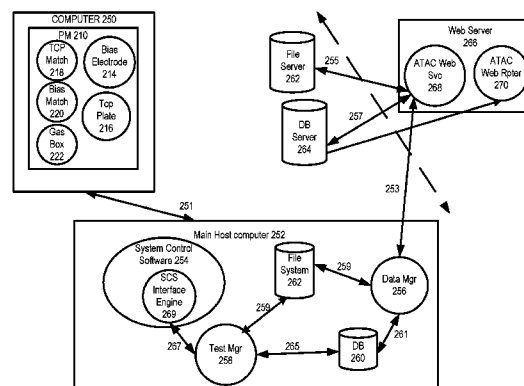 COMPUTER 250
PM 210
TCP
Match
218
Bias
Electrode
214
Bias
Match
220
Tcp
Plate
216
Gas
Box
222
File
Server
262
DB
Server
264
255
257
Web Server
266
ATAC Web
Svc
268
ATAC
Web Rpter
270
251
253
Main Host computer 252
System Control
Software 254
SCS
Interface
Engine
269
File
System
262
259
259
Data Mgr
256
267
Test Mgr
258
265
DB
260
261